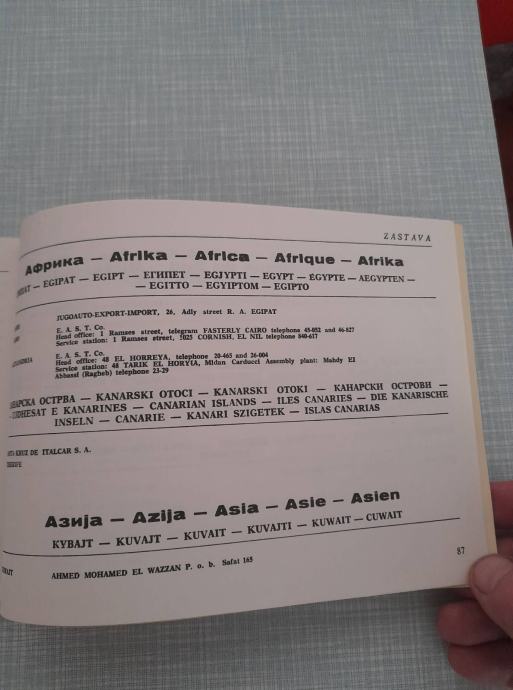 ZASTAVA
Африка — Afrika — Africa — Afrique — Afrika
EGIPAT — EGIPT — ЕГИПЕТ — EGJYPTI — EGYPT — ÉGYPTE — AEGYPTEN —
— EGITTO — EGYIPTOM — EGIPTO
JUGOAUTO-EXPORT-IMPORT, 26, Adly street R. A. EGIPAT
E. A. S. T. Co.
Head office: 1 Ramses street, telegram FASTERLY CAIRO telephone 45-052 and 46-827
Service station: 1 Ramses street, 1025 CORNISH, EL NIL telephone 840-617
E. A. S. T. Co.
Head office: 48 EL HORREYA, telephone 20-465 and 26-004
Service station: 48 TARIK EL HORYIA, Midan Carducci Assembly plant: Mahdy El
Abbassi (Ragheb) telephone 23-29
ОСТРВА — KANARSKI OTOCI — KANARSKI OTOKI — КАНАРСКИ ОСТРОВИ —
E KANARINES — CANARIAN ISLANDS — ILES CANARIES — DIE KANARISCHE
INSELN — CANARIE — KANARI SZIGETEK — ISLAS CANARIAS
DE ITALCAR S. A.
Азија — Azija — Asia — Asie — Asien
КУВАЈТ — KUVAJT — KUVAIT — KUVAJTI — KUWAIT — CUWAIT
AHMED MOHAMED EL WAZZAN P. o. b. Safat 165
87